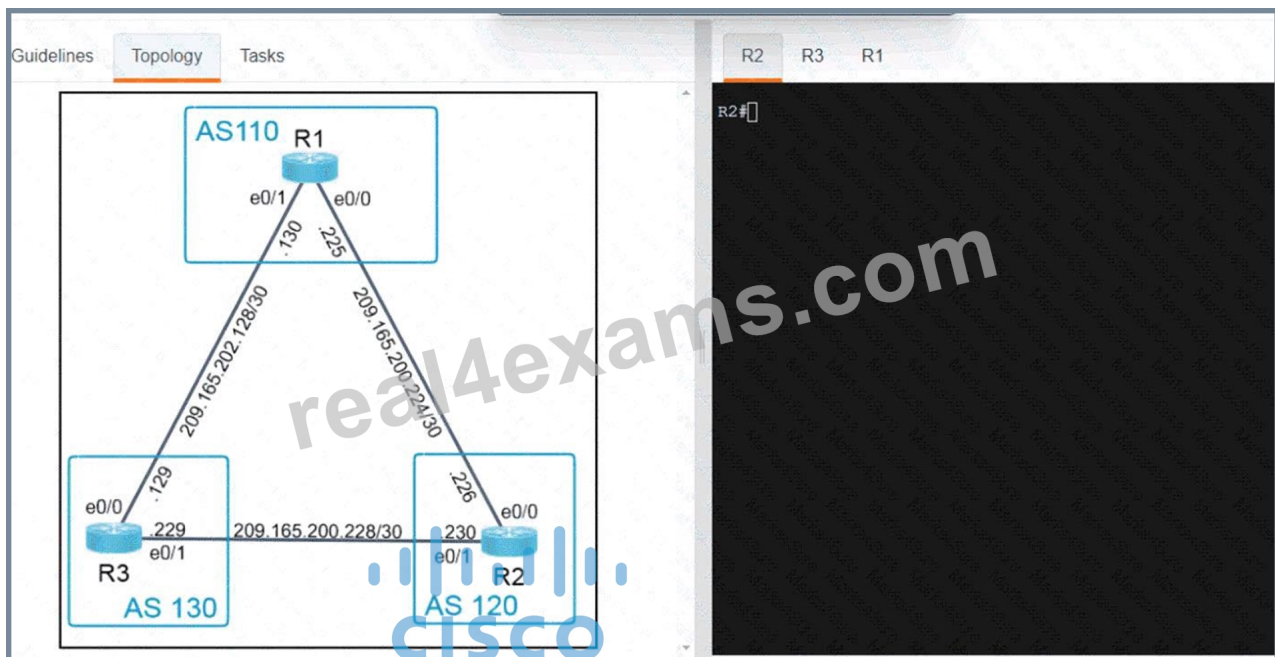 Guidelines Topology Tasks
R2 R3 R1
R2#
AS110
R1
e0/1
e0/0
.130
.225
209.165.202.128/30
209.165.200.224/30
.129
.226
e0/0
e0/0
.229
209.165.200.228/30
.230
e0/1
e0/1
R3
R2
AS 130
AS 120
real4exams.com
CISCO